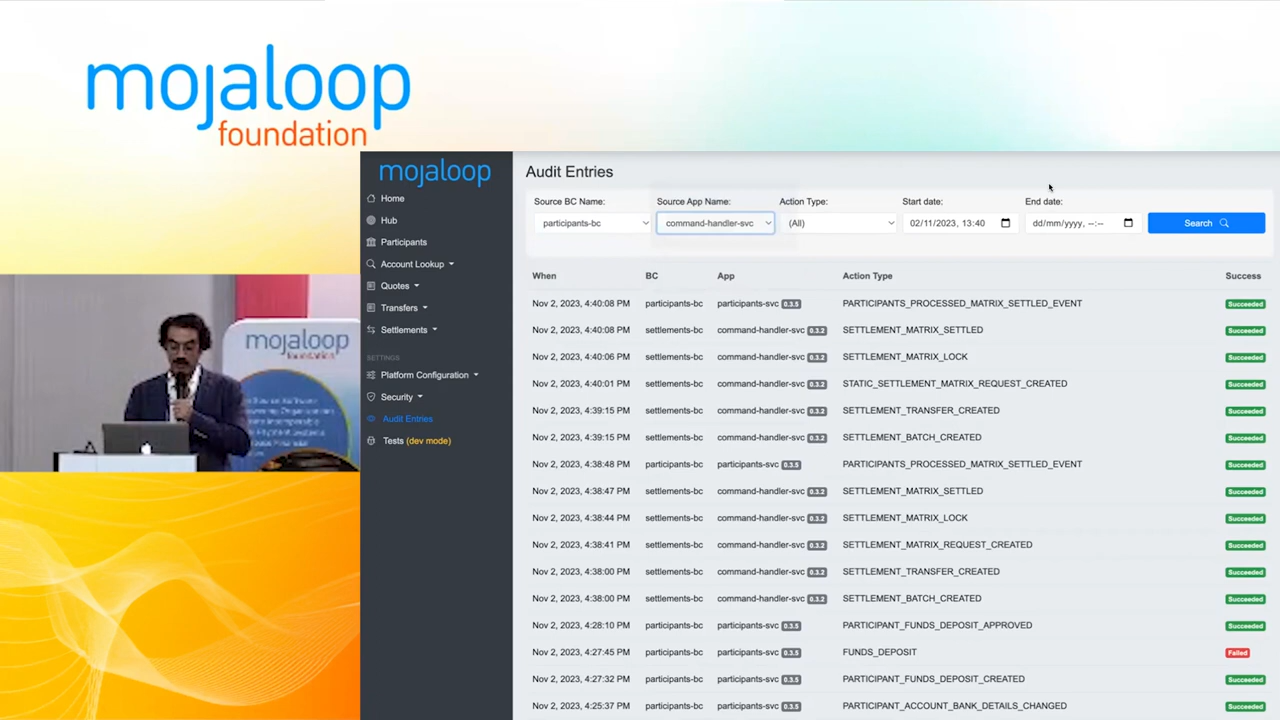 mojaloop
foundation
mojaloop
Home
Hub
Participants
Account Lookup
Quotes
Transfers
Settlements
SETTINGS
Platform Configuration
Security
Audit Entries
Tests (dev mode)
Audit Entries
Source BC Name: Source App Name: Action Type: Start date: End date:
participants-bc command-handler-svc (All) 02/11/2023, 13:40 dd/mm/yyyy, --:-- Search
When BC App Action Type Success
Nov 2, 2023, 4:40:08 PM participants-bc participants-svc 0.3.5 PARTICIPANTS_PROCESSED_MATRIX_SETTLED_EVENT Succeeded
Nov 2, 2023, 4:40:08 PM settlements-bc command-handler-svc 0.3.2 SETTLEMENT_MATRIX_SETTLED Succeeded
Nov 2, 2023, 4:40:06 PM settlements-bc command-handler-svc 0.3.2 SETTLEMENT_MATRIX_LOCK Succeeded
Nov 2, 2023, 4:40:01 PM settlements-bc command-handler-svc 0.3.2 STATIC_SETTLEMENT_MATRIX_REQUEST_CREATED Succeeded
Nov 2, 2023, 4:39:15 PM settlements-bc command-handler-svc 0.3.2 SETTLEMENT_TRANSFER_CREATED Succeeded
Nov 2, 2023, 4:39:15 PM settlements-bc command-handler-svc 0.3.2 SETTLEMENT_BATCH_CREATED Succeeded
Nov 2, 2023, 4:38:48 PM participants-bc participants-svc 0.3.5 PARTICIPANTS_PROCESSED_MATRIX_SETTLED_EVENT Succeeded
Nov 2, 2023, 4:38:47 PM settlements-bc command-handler-svc 0.3.2 SETTLEMENT_MATRIX_SETTLED Succeeded
Nov 2, 2023, 4:38:44 PM settlements-bc command-handler-svc 0.3.2 SETTLEMENT_MATRIX_LOCK Succeeded
Nov 2, 2023, 4:38:41 PM settlements-bc command-handler-svc 0.3.2 SETTLEMENT_MATRIX_REQUEST_CREATED Succeeded
Nov 2, 2023, 4:38:00 PM settlements-bc command-handler-svc 0.3.2 SETTLEMENT_TRANSFER_CREATED Succeeded
Nov 2, 2023, 4:38:00 PM settlements-bc command-handler-svc 0.3.2 SETTLEMENT_BATCH_CREATED Succeeded
Nov 2, 2023, 4:28:10 PM participants-bc participants-svc 0.3.5 PARTICIPANT_FUNDS_DEPOSIT_APPROVED Succeeded
Nov 2, 2023, 4:27:45 PM participants-bc participants-svc 0.3.5 FUNDS_DEPOSIT Failed
Nov 2, 2023, 4:27:32 PM participants-bc participants-svc 0.3.5 PARTICIPANT_FUNDS_DEPOSIT_CREATED Succeeded
Nov 2, 2023, 4:25:37 PM participants-bc participants-svc 0.3.5 PARTICIPANT_ACCOUNT_BANK_DETAILS_CHANGED Succeeded
mojaloop
foundation